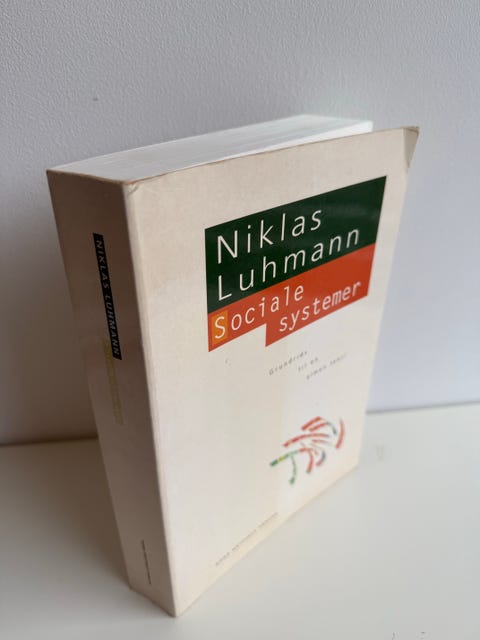 Niklas
Luhmann
Sociale
systemer
Grundrids
til en
almen teori
NIKLAS LUHMANN